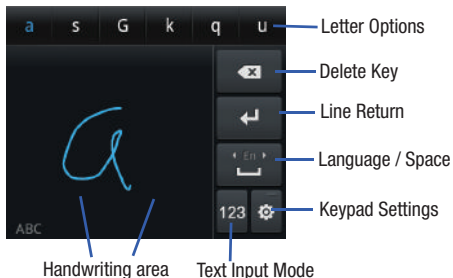 a s G k q u Letter Options
Delete Key
Line Return
En Language / Space
a
123 Keypad Settings
ABC
Handwriting area Text Input Mode